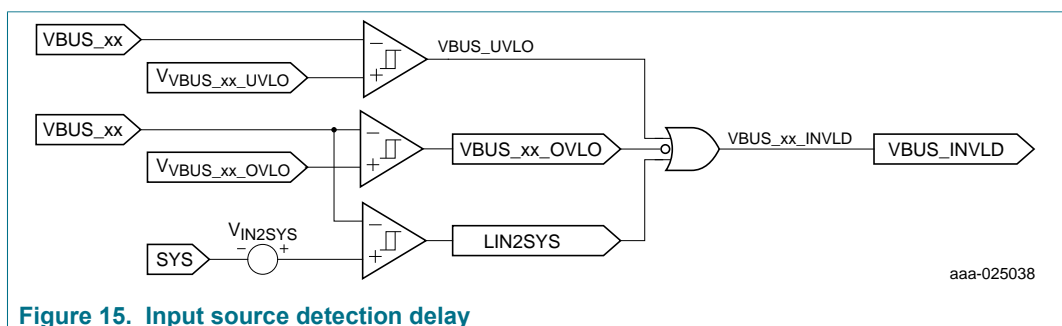 VBUS_xx
VBUS_UVLO
VVBUS_xx_UVLO
VBUS_xx
VBUS_xx_OVLO
VBUS_xx_INVLD
VBUS_INVLD
VVBUS_xx_OVLO
VIN2SYS
− +
SYS
LIN2SYS
aaa-025038
Figure 15. Input source detection delay